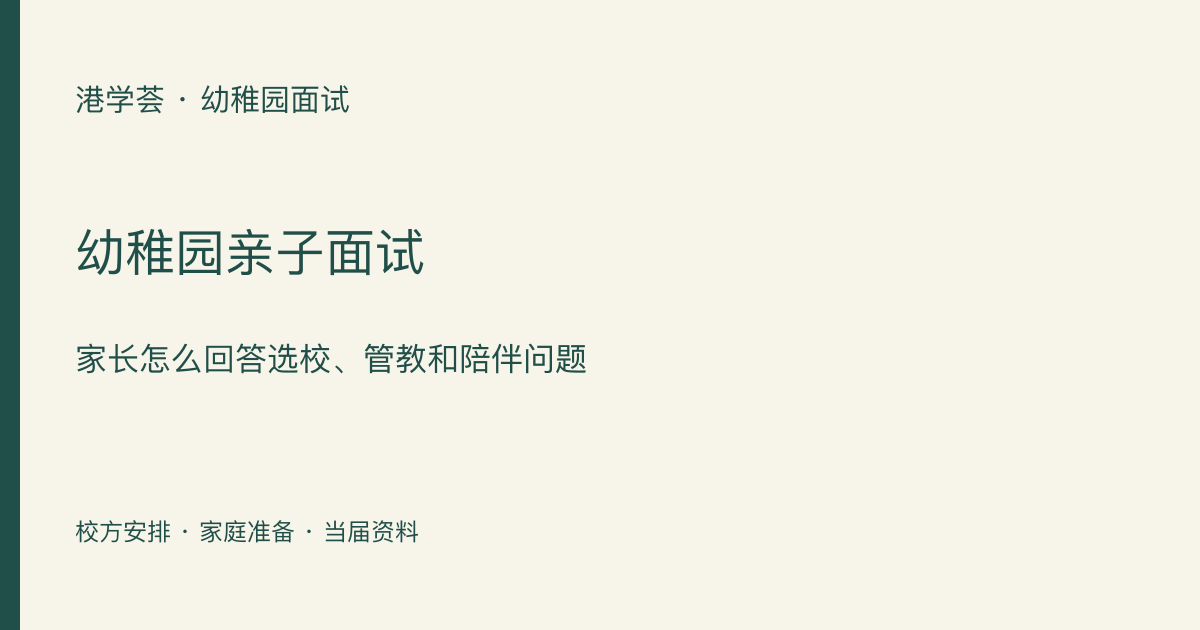 港学荟 · 幼稚园面试
幼稚园亲子面试
家长怎么回答选校、管教和陪伴问题
校方安排 · 家庭准备 · 当届资料